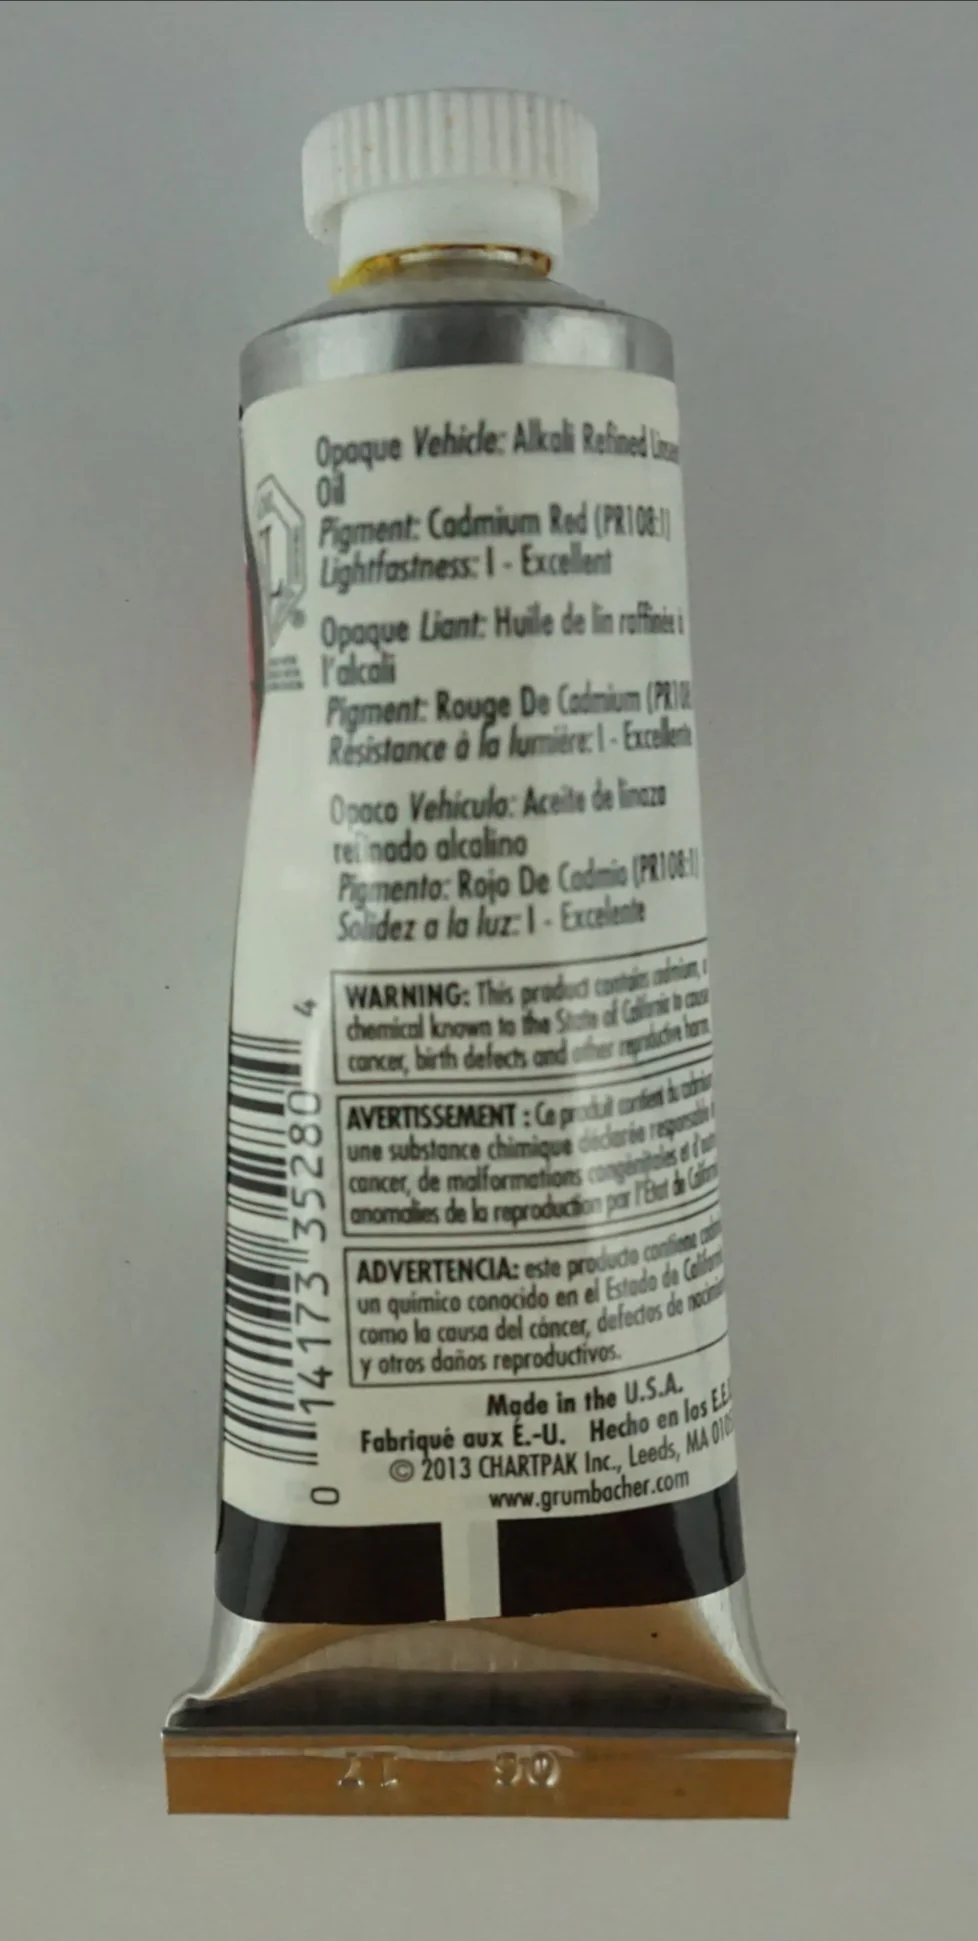 Opaque Vehicle: Alkali Refined
Oil
Pigment: Cadmium Red (PR108:1)
Lightfastness: I - Excellent
Opaque Liant: Huile de lin raffinée à
l'alcali
Pigment: Rouge De Cadmium
Résistance à la lumière: I - Excellente
Opaco Vehículo: Aceite de linaza
refinado alcalino
Pigmento: Rojo De Cadmio (PR108:1)
Solidez a la luz: I - Excelente
WARNING: This product contains cadmium, a
chemical known to the State of California to cause
cancer, birth defects and other reproductive harm.
AVERTISSEMENT : Ce produit contient du
une substance chimique déclarée responsable
cancer, de malformations congénitales et
anomalies de la reproduction par l'État de
ADVERTENCIA: este producto contiene
un químico conocido en el Estado de
como la causa del cáncer, defectos de
y otros daños reproductivos.
Made in the U.S.A.
Fabriqué aux É.-U. Hecho en los
© 2013 CHARTPAK Inc., Leeds, MA
www.grumbacher.com
0 14173 35280 4